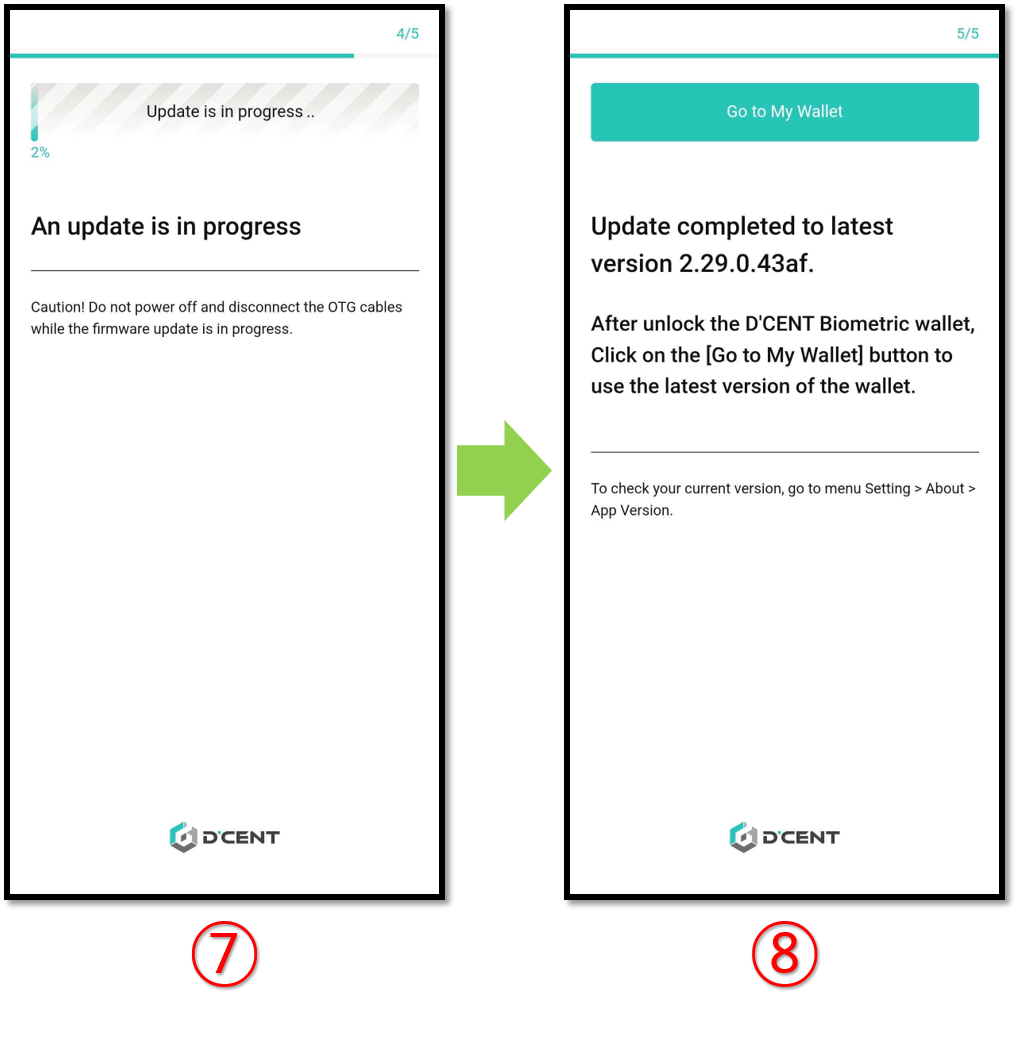 4/5
Update is in progress ..
2%
An update is in progress
Caution! Do not power off and disconnect the OTG cables
while the firmware update is in progress.
D'CENT
⑦
5/5
Go to My Wallet
Update completed to latest
version 2.29.0.43af.
After unlock the D'CENT Biometric wallet,
Click on the [Go to My Wallet] button to
use the latest version of the wallet.
To check your current version, go to menu Setting > About >
App Version.
D'CENT
⑧